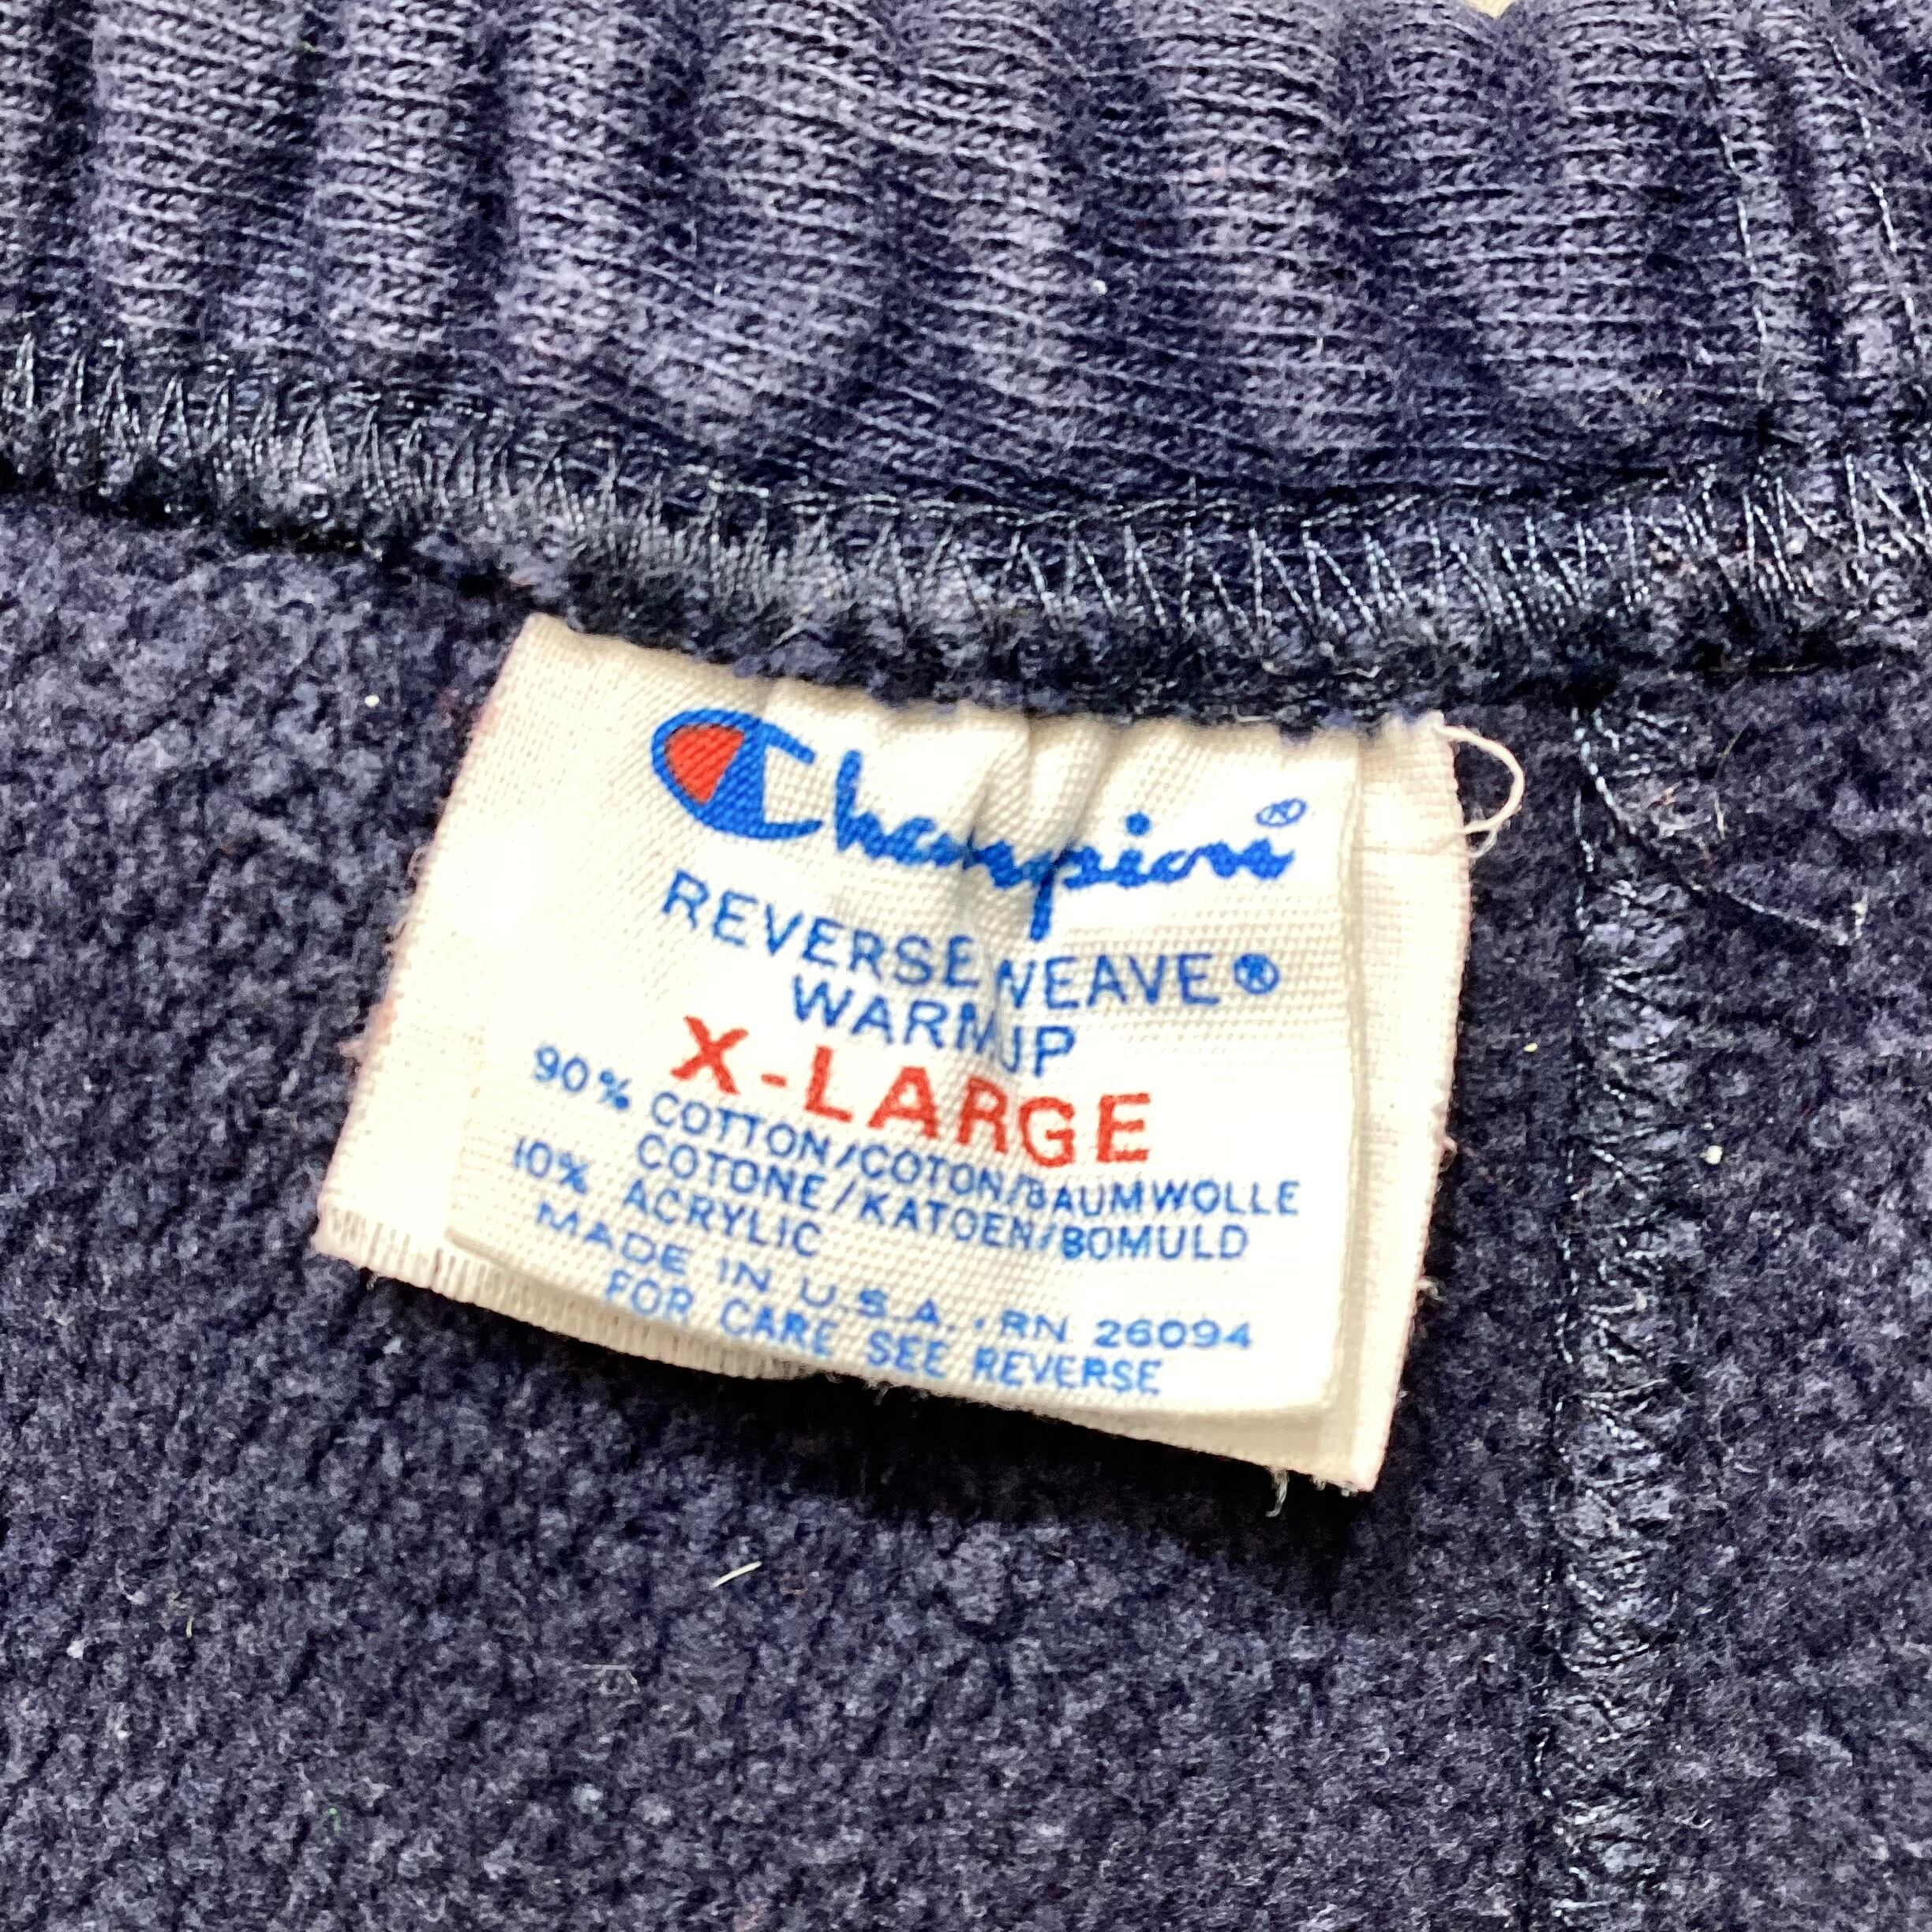 Champion®
REVERSE WEAVE®
WARM UP
X-LARGE
90% COTTON/COTON/BAUMWOLLE
COTONE/KATOEN/BOMULD
10% ACRYLIC
MADE IN U.S.A. · RN 26094
FOR CARE SEE REVERSE